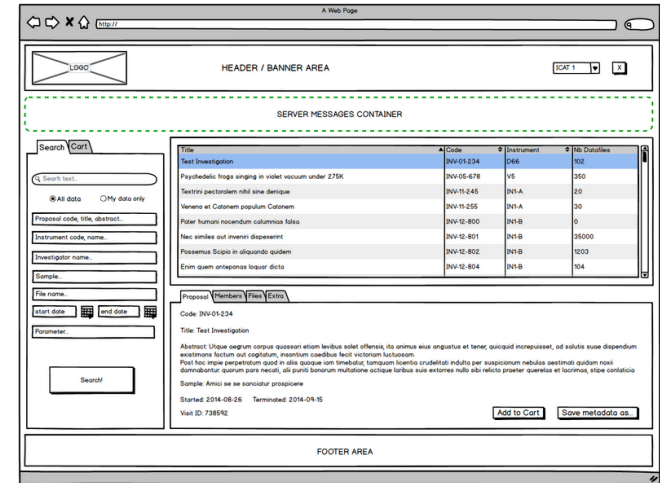 A Web Page
http://
LOGO
HEADER / BANNER AREA
ICAT 1
X
SERVER MESSAGES CONTAINER
Search
Cart
Search text...
All data
My data only
Proposal code, title, abstract...
Instrument code, name...
Investigator name...
Sample..
File name..
start date
end date
Parameter..
Search!
Title
Code
Instrument
Nb Datafiles
Test Investigation
INV-01-234
D66
102
Psychedelic frogs singing in violet vacuum under 275K
INV-05-678
V5
350
Textrini pectoralem nihil sine denique
INV-11-245
IN1-A
20
Veneno et Catonem populum Catonem
INV-11-255
IN1-A
30
Pater humani nocendum calumnias falso
INV-12-800
IN1-B
0
Nec similes aut inveniri dispexerint
INV-12-801
IN1-B
35000
Possemus Scipio in aliquando quidem
INV-12-802
IN1-B
1203
Enim quem anteponas loquar dicto
INV-12-804
IN1-B
104
Proposal
Members
Files
Extra
Code: INV-01-234
Title: Test Investigation
Abstract: Utque aegrum corpus quassari etiam levibus solet offensis, ita animus eius angustus et tener, quicquid increpuisset, ad salutis suae dispendium
existimans factum aut cogitatum, insontium caedibus fecit victoriam luctuosam.
Post hoc impie perpetratum quod in aliis quoque iam timebatur, tamquam licentia crudelitati indulta per suspicionum nebulas aestimati quidam noxii
damnabantur quorum pars necati, alii puniti bonorum multatione actique laribus suis extorres nullo sibi relicto praeter querelas et lacrimas, stipe conlaticia
Sample: Amici se se sanciatur prospicere
Started: 2014-08-26 Terminated: 2014-09-15
Visit ID: 738592
Add to Cart
Save metadata as...
FOOTER AREA